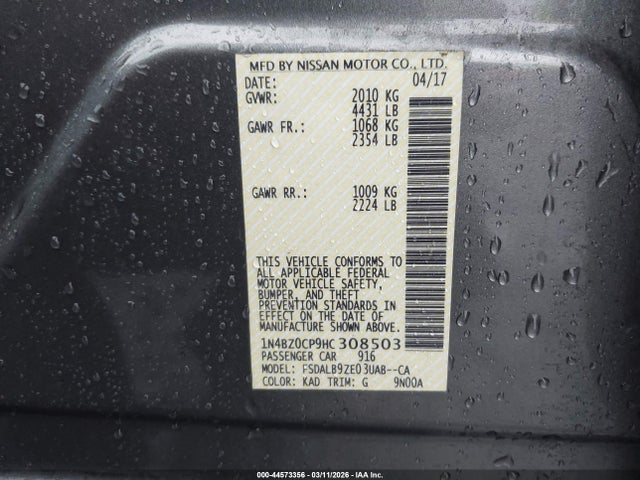 MFD BY NISSAN MOTOR CO., LTD.
DATE: 04/17
GVWR: 2010 KG
4431 LB
GAWR FR.: 1068 KG
2354 LB
GAWR RR.: 1009 KG
2224 LB
THIS VEHICLE CONFORMS TO
ALL APPLICABLE FEDERAL
MOTOR VEHICLE SAFETY,
BUMPER, AND THEFT
PREVENTION STANDARDS IN
EFFECT ON THE DATE OF
MANUFACTURE SHOWN ABOVE.
1N4BZ0CP9HC 308503
PASSENGER CAR 916
MODEL: FSDALB9ZE03UAB--CA
COLOR: KAD TRIM: G 9N00A
000-44573356 - 03/11/2026 - IAA Inc.